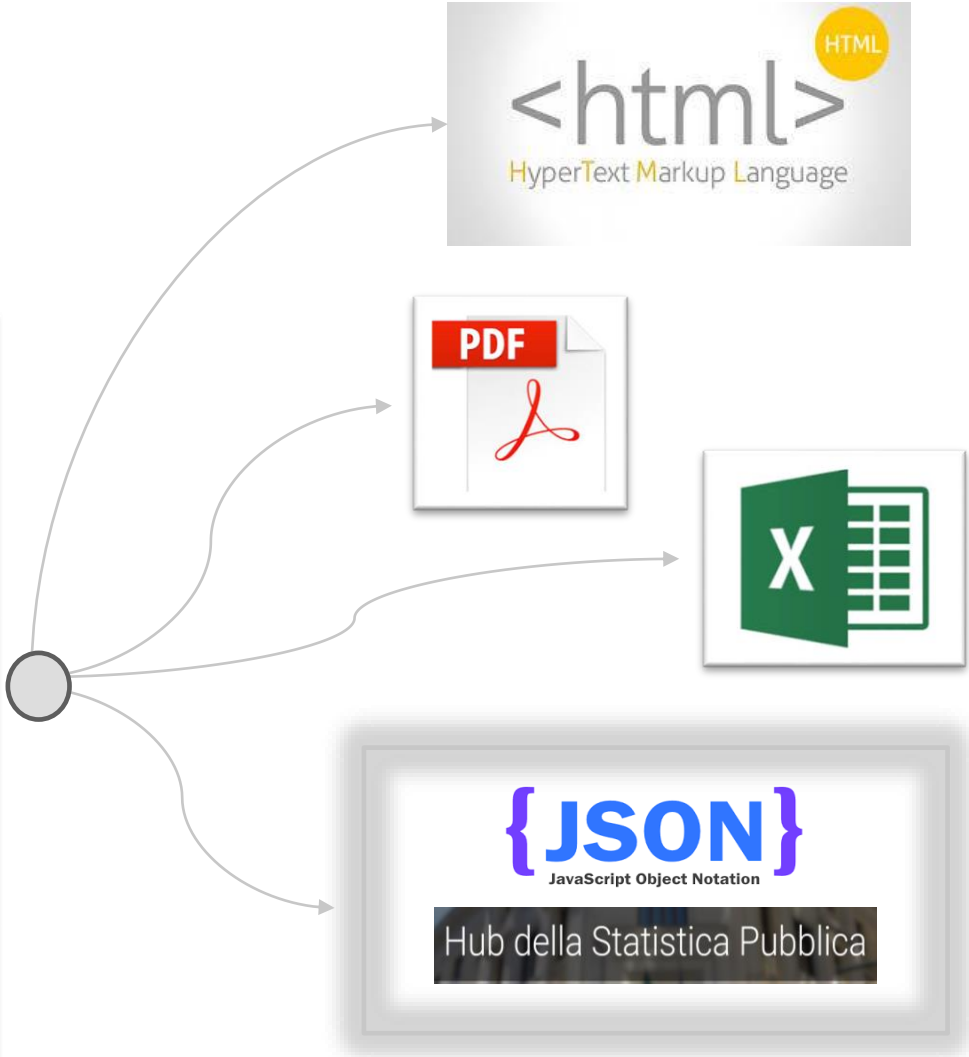 HTML
<html>
HyperText Markup Language
PDF
X
{JSON}
JavaScript Object Notation
Hub della Statistica Pubblica